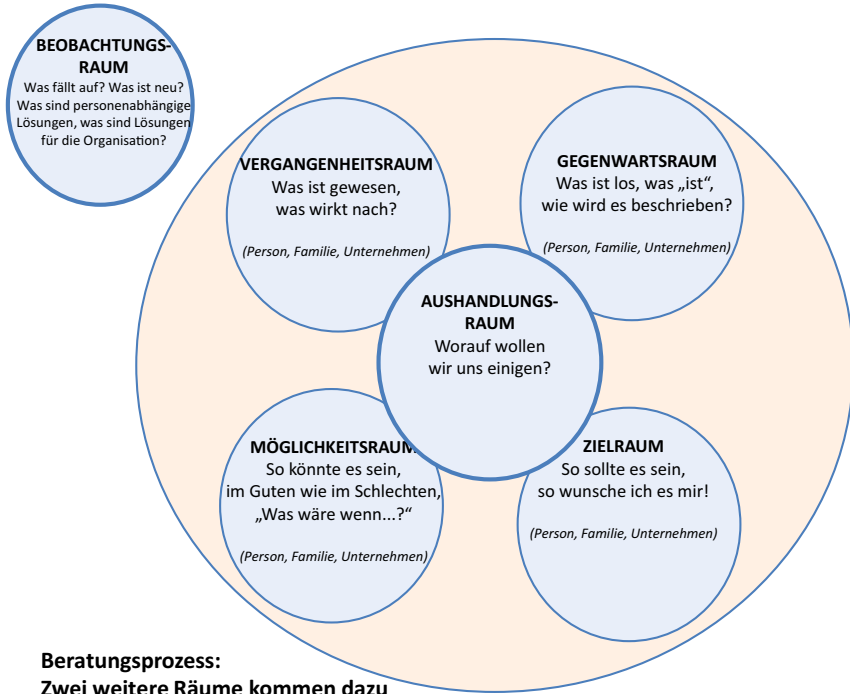 BEOBACHTUNGS-
RAUM
Was fällt auf? Was ist neu?
Was sind personenabhängige
Lösungen, was sind Lösungen
für die Organisation?
VERGANGENHEITSRAUM
Was ist gewesen,
was wirkt nach?
(Person, Familie, Unternehmen)
GEGENWARTSRAUM
Was ist los, was „ist“,
wie wird es beschrieben?
(Person, Familie, Unternehmen)
AUSHANDLUNGS-
RAUM
Worauf wollen
wir uns einigen?
MÖGLICHKEITSRAUM
So könnte es sein,
im Guten wie im Schlechten,
„Was wäre wenn...?“
(Person, Familie, Unternehmen)
ZIELRAUM
So sollte es sein,
so wunsche ich es mir!
(Person, Familie, Unternehmen)
Beratungsprozess:
Zwei weitere Räume kommen dazu